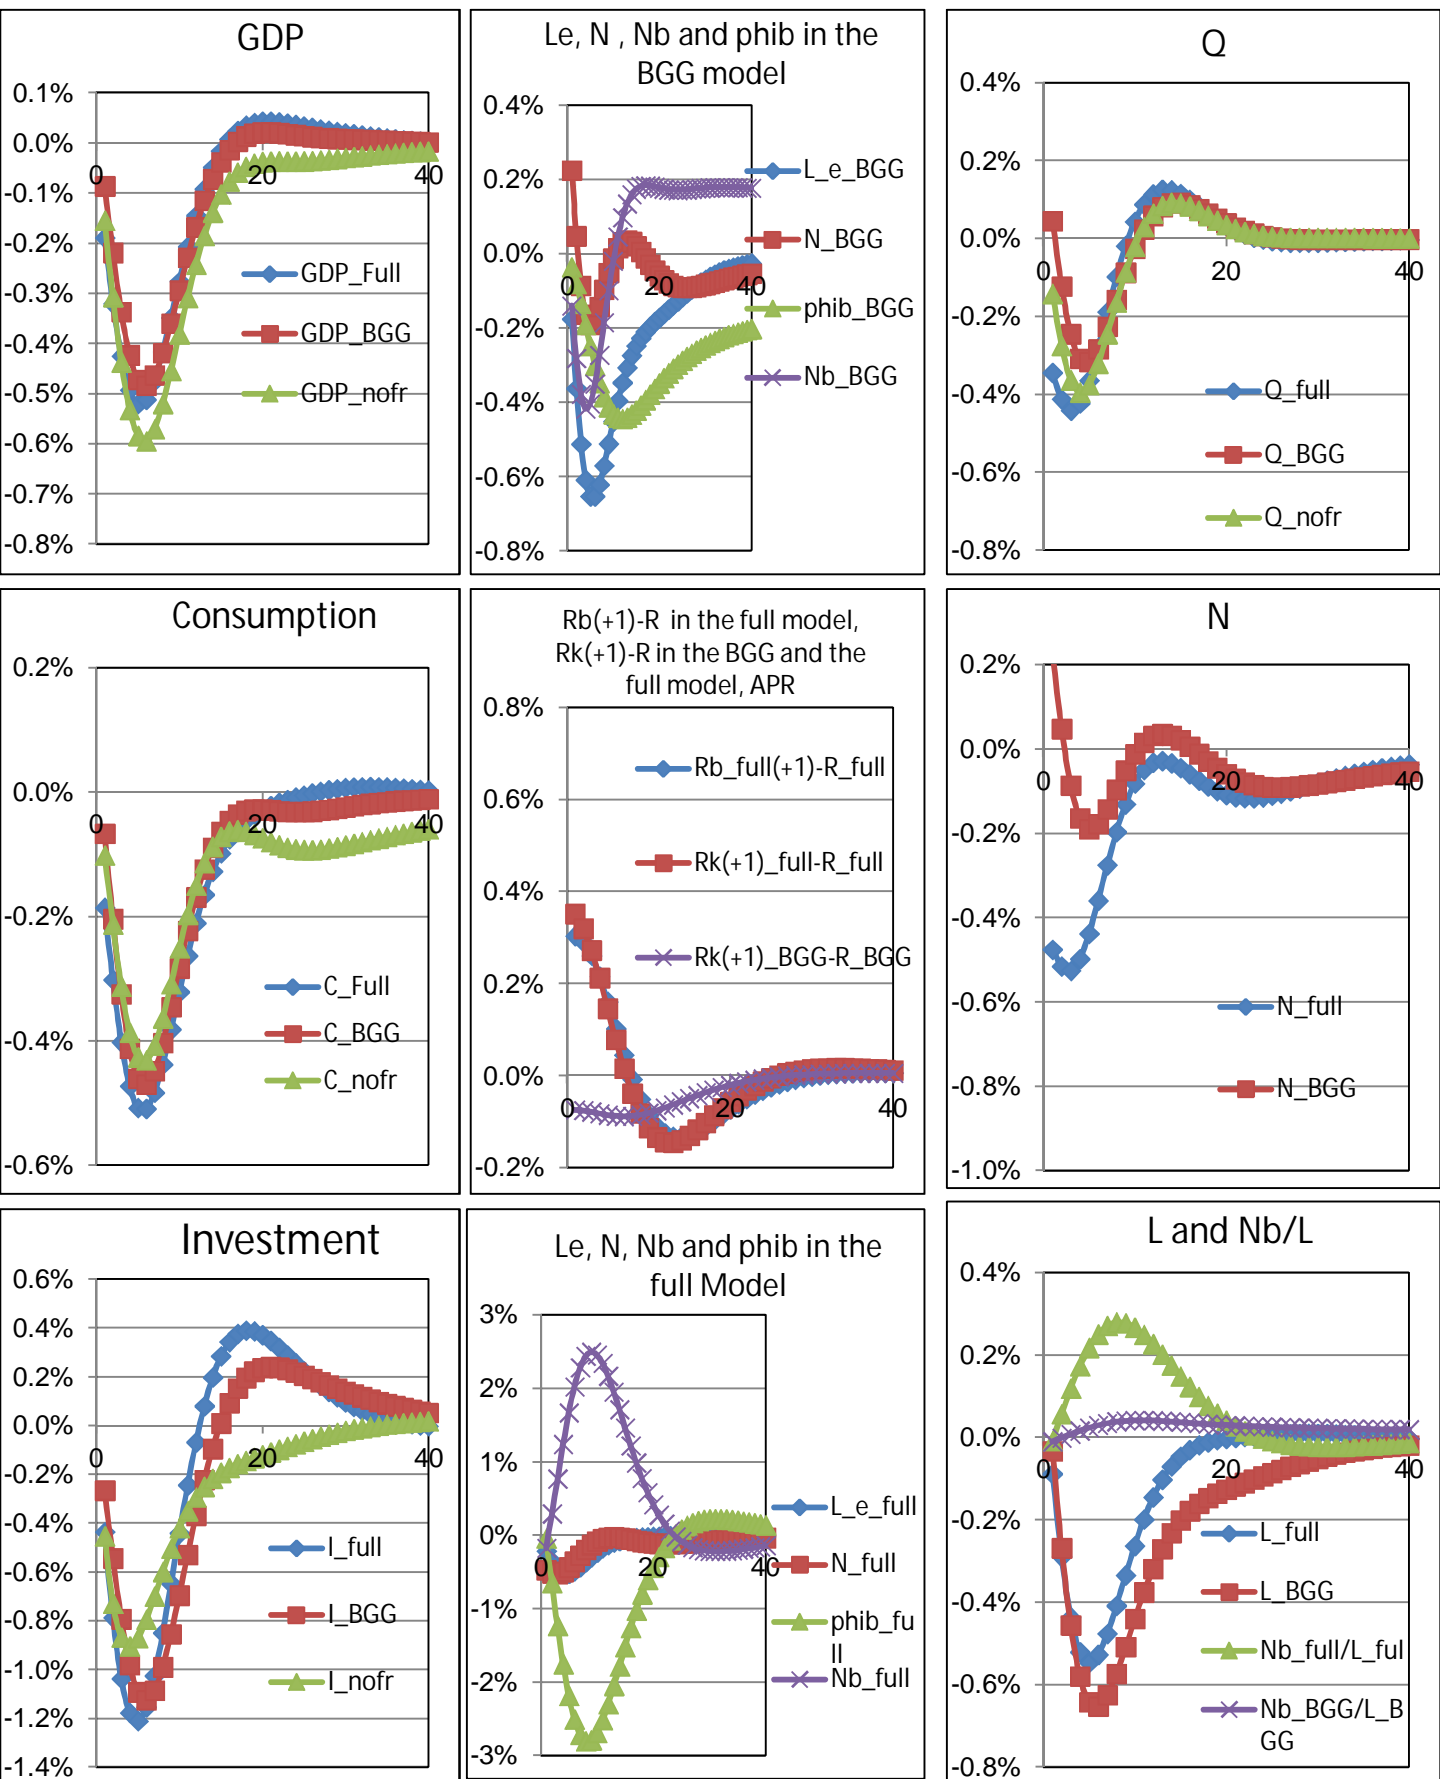 GDP
0.1%
0.0%
-0.1%
-0.2%
-0.3%
-0.4%
-0.5%
-0.6%
-0.7%
-0.8%
0
20
40
GDP_Full
GDP_BGG
GDP_nofr
Le, N , Nb and phib in the
BGG model
0.4%
0.2%
0.0%
-0.2%
-0.4%
-0.6%
-0.8%
0
20
40
L_e_BGG
N_BGG
phib_BGG
Nb_BGG
Q
0.4%
0.2%
0.0%
-0.2%
-0.4%
-0.6%
-0.8%
0
20
40
Q_full
Q_BGG
Q_nofr
Consumption
0.2%
0.0%
-0.2%
-0.4%
-0.6%
0
20
40
C_Full
C_BGG
C_nofr
Rb(+1)-R in the full model,
Rk(+1)-R in the BGG and the
full model, APR
0.8%
0.6%
0.4%
0.2%
0.0%
-0.2%
0
20
40
Rb_full(+1)-R_full
Rk(+1)_full-R_full
Rk(+1)_BGG-R_BGG
N
0.2%
0.0%
-0.2%
-0.4%
-0.6%
-0.8%
-1.0%
0
20
40
N_full
N_BGG
Investment
0.6%
0.4%
0.2%
0.0%
-0.2%
-0.4%
-0.6%
-0.8%
-1.0%
-1.2%
-1.4%
0
20
40
I_full
I_BGG
I_nofr
Le, N, Nb and phib in the
full Model
3%
2%
1%
0%
-1%
-2%
-3%
0
20
40
L_e_full
N_full
phib_fu
ll
Nb_full
L and Nb/L
0.4%
0.2%
0.0%
-0.2%
-0.4%
-0.6%
-0.8%
0
20
40
L_full
L_BGG
Nb_full/L_ful
Nb_BGG/L_B
GG